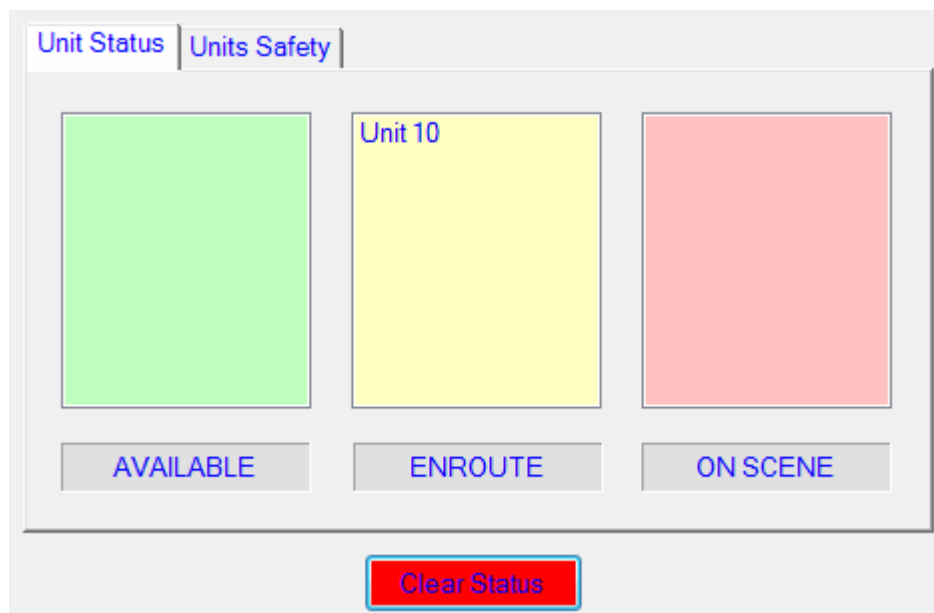 Unit Status Units Safety
Unit 10
AVAILABLE ENROUTE ON SCENE
Clear Status